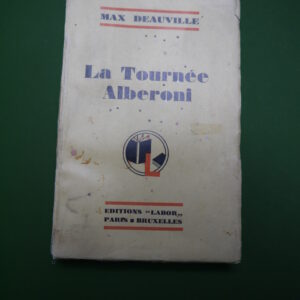 MAX DEAUVILLE
La Tournée
Alberoni
L
EDITIONS "LABOR„
PARIS BRUXELLES